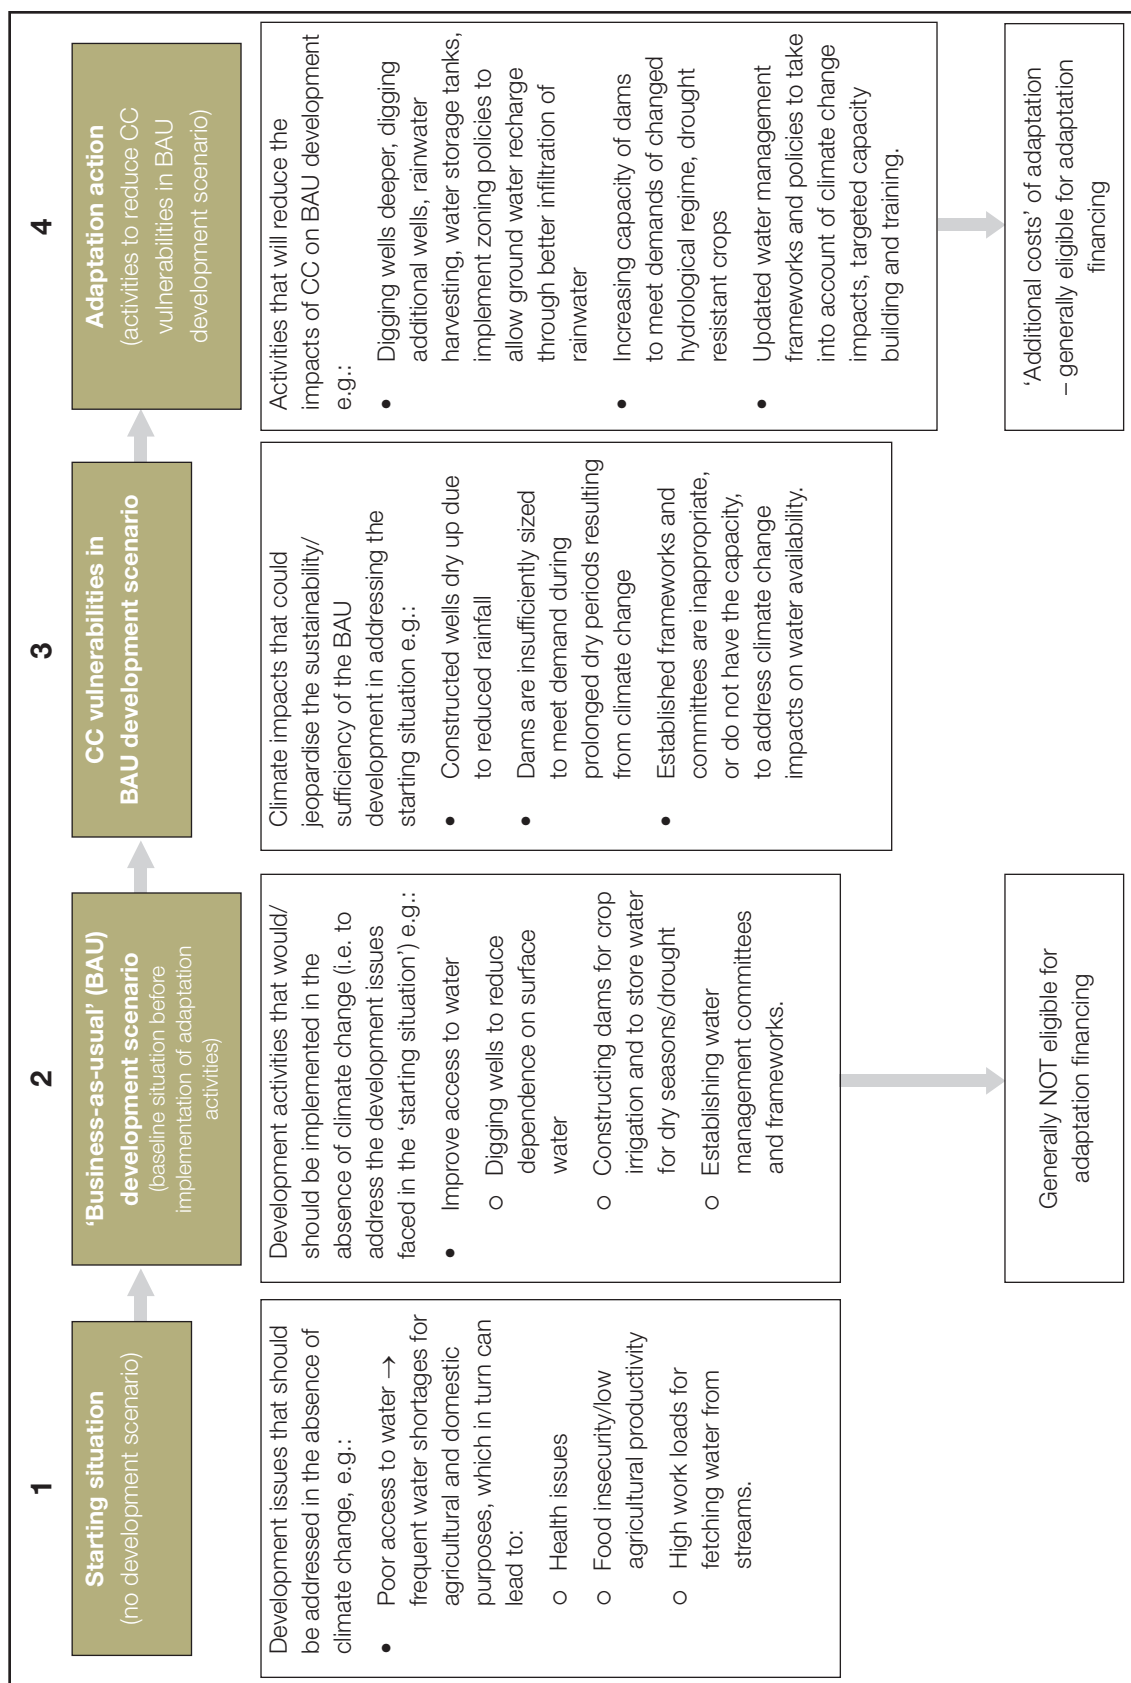 1
Starting situation
(no development scenario)
Development issues that should
be addressed in the absence of
climate change, e.g.:
• Poor access to water →
frequent water shortages for
agricultural and domestic
purposes, which in turn can
lead to:
o Health issues
o Food insecurity/low
agricultural productivity
o High work loads for
fetching water from
streams.
2
‘Business-as-usual’ (BAU)
development scenario
(baseline situation before
implementation of adaptation
activities)
Development activities that would/
should be implemented in the
absence of climate change (i.e. to
address the development issues
faced in the ‘starting situation’) e.g.:
• Improve access to water
o Digging wells to reduce
dependence on surface
water
o Constructing dams for crop
irrigation and to store water
for dry seasons/drought
o Establishing water
management committees
and frameworks.
Generally NOT eligible for
adaptation financing
3
CC vulnerabilities in
BAU development scenario
Climate impacts that could
jeopardise the sustainability/
sufficiency of the BAU
development in addressing the
starting situation e.g.:
• Constructed wells dry up due
to reduced rainfall
• Dams are insufficiently sized
to meet demand during
prolonged dry periods resulting
from climate change
• Established frameworks and
committees are inappropriate,
or do not have the capacity,
to address climate change
impacts on water availability.
4
Adaptation action
(activities to reduce CC
vulnerabilities in BAU
development scenario)
Activities that will reduce the
impacts of CC on BAU development
e.g.:
• Digging wells deeper, digging
additional wells, rainwater
harvesting, water storage tanks,
implement zoning policies to
allow ground water recharge
through better infiltration of
rainwater
• Increasing capacity of dams
to meet demands of changed
hydrological regime, drought
resistant crops
• Updated water management
frameworks and policies to take
into account of climate change
impacts, targeted capacity
building and training.
‘Additional costs’ of adaptation
– generally eligible for adaptation
financing